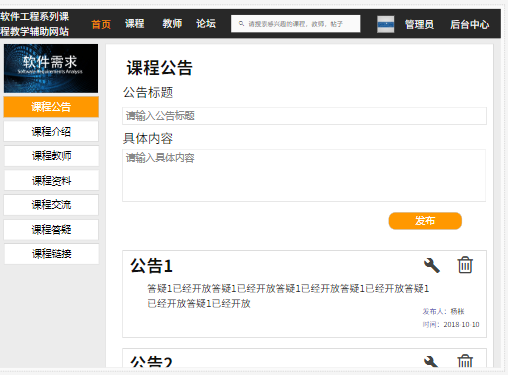 软件工程系列课
程教学辅助网站
首页
课程
教师
论坛
请搜索感兴趣的课程，教师，帖子
管理员
后台中心
软件需求
Software Requirements Analysis
课程公告
课程介绍
课程教师
课程资料
课程交流
课程答疑
课程链接
课程公告
公告标题
请输入公告标题
具体内容
请输入具体内容
发布
公告1
答疑1已经开放答疑1已经开放答疑1已经开放答疑1已经开放答疑1
已经开放答疑1已经开放
发布人：杨枨
时间：2018-10-10
公告2